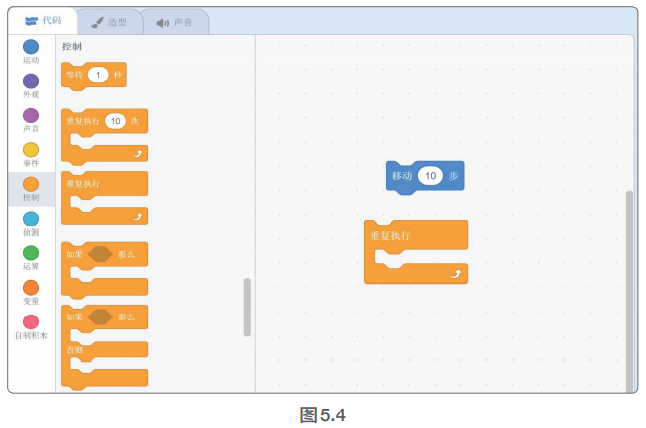 代码 造型 声音
控制
运动
外观
声音
事件
控制
侦测
运算
变量
自制积木
等待 1 秒
重复执行 10 次
重复执行
如果 那么
如果 那么
否则
移动 10 步
重复执行
图5.4